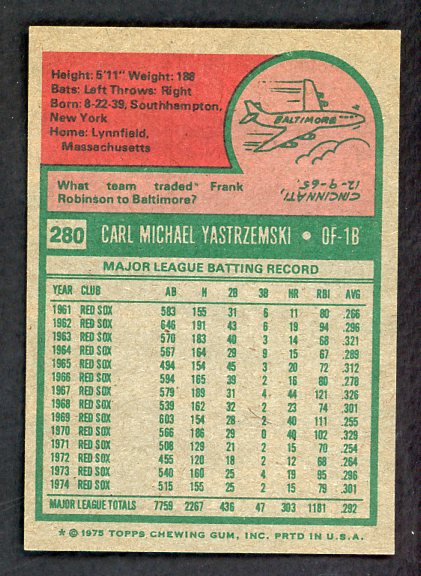 Height: 5'11" Weight: 188
Bats: Left Throws: Right
Born: 8-22-39, Southhampton,
New York
Home: Lynnfield,
Massachusetts
BALTIMORE
What team traded Frank
Robinson to Baltimore?
CINCINNATI,
12-9-65.
280 CARL MICHAEL YASTRZEMSKI • OF-1B
MAJOR LEAGUE BATTING RECORD
YEAR CLUB AB H 2B 3B HR RBI AVG
1961 RED SOX 583 155 31 6 11 80 .266
1962 RED SOX 646 191 43 6 19 94 .296
1963 RED SOX 570 183 40 3 14 68 .321
1964 RED SOX 567 164 29 9 15 67 .289
1965 RED SOX 494 154 45 3 20 72 .312
1966 RED SOX 594 165 39 2 16 80 .278
1967 RED SOX 579 189 31 4 44 121 .326
1968 RED SOX 539 162 32 2 23 74 .301
1969 RED SOX 603 154 28 2 40 111 .255
1970 RED SOX 566 186 29 0 40 102 .329
1971 RED SOX 508 129 21 2 15 70 .254
1972 RED SOX 455 120 18 2 12 68 .264
1973 RED SOX 540 160 25 4 19 95 .296
1974 RED SOX 515 155 25 2 15 79 .301
MAJOR LEAGUE TOTALS 7759 2267 436 47 303 1181 .292
* © 1975 TOPPS CHEWING GUM, INC. PRTD IN U.S.A.